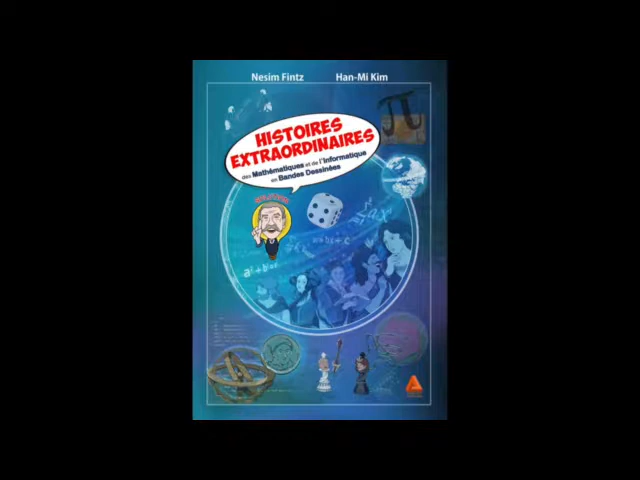 Nesim Fintz Han-Mi Kim
HISTOIRES
EXTRAORDINAIRES
des Mathématiques et de l'Informatique
en Bandes Dessinées
π